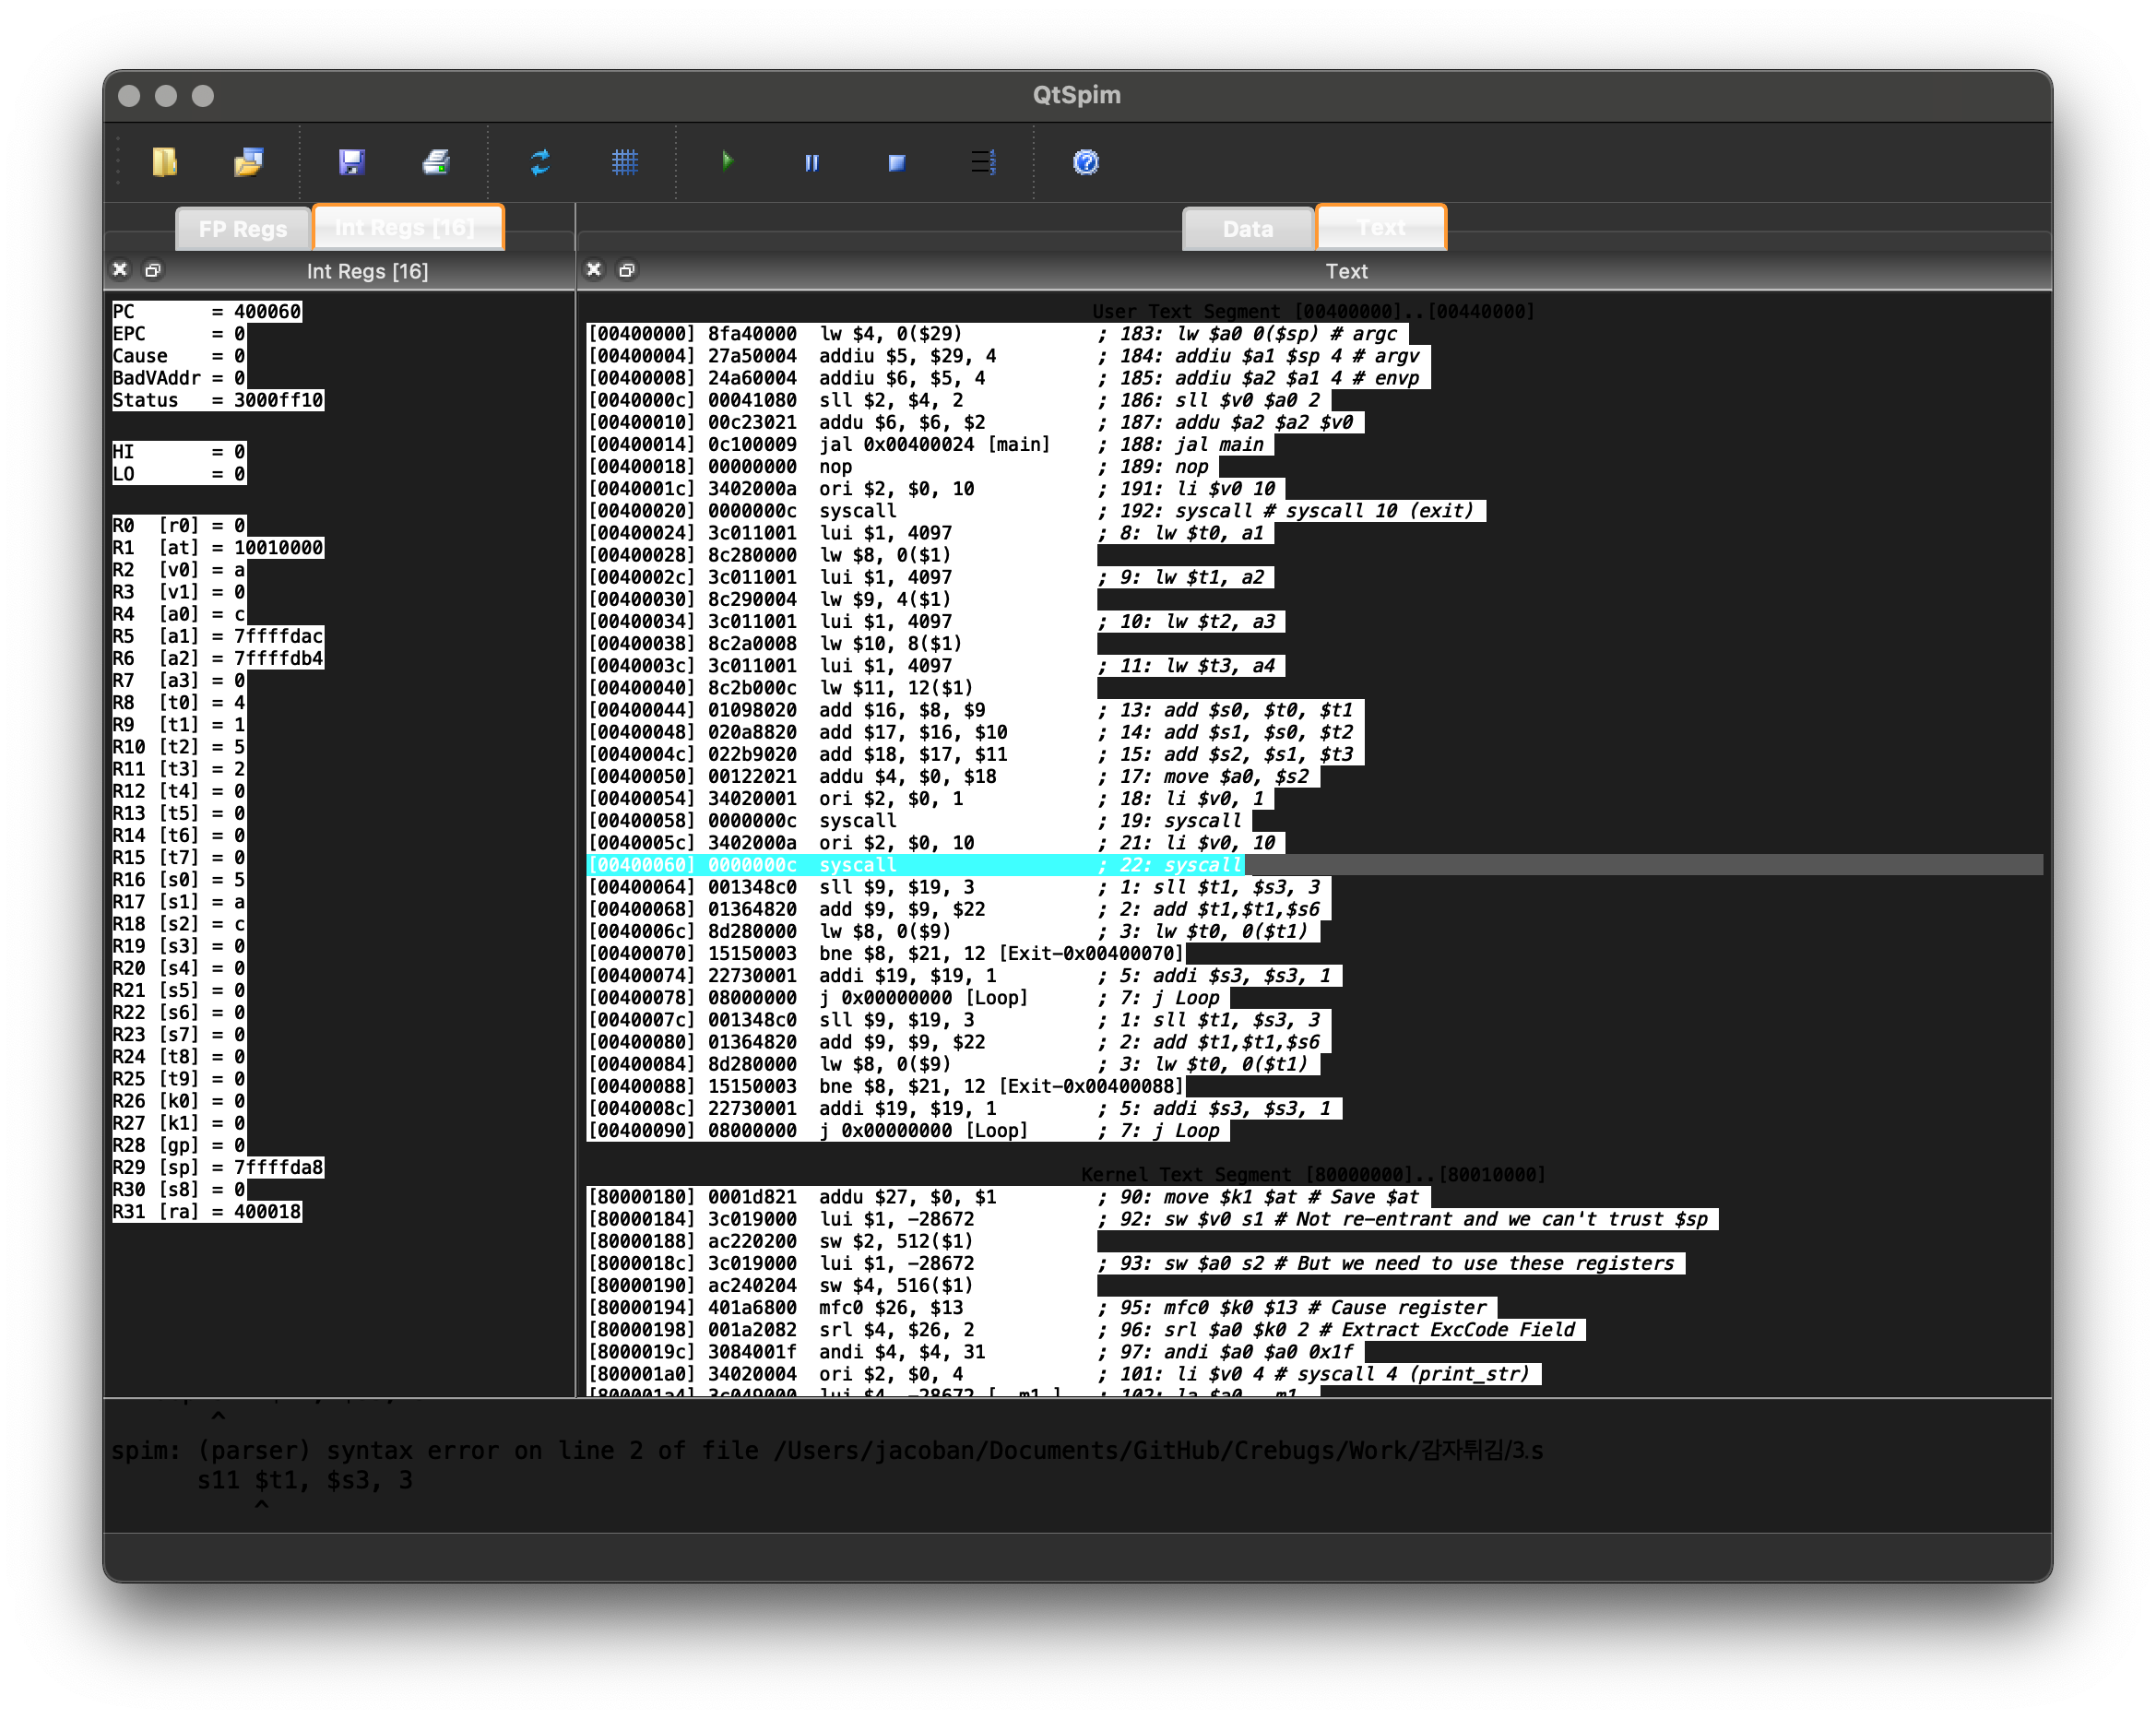 QtSpim
FP Regs
Int Regs [16]
Data
Text
Int Regs [16]
Text
PC       = 400060
EPC      = 0
Cause    = 0
BadVAddr = 0
Status   = 3000ff10
HI       = 0
LO       = 0
R0  [r0] = 0
R1  [at] = 10010000
R2  [v0] = a
R3  [v1] = 0
R4  [a0] = c
R5  [a1] = 7ffffdac
R6  [a2] = 7ffffdb4
R7  [a3] = 0
R8  [t0] = 4
R9  [t1] = 1
R10 [t2] = 5
R11 [t3] = 2
R12 [t4] = 0
R13 [t5] = 0
R14 [t6] = 0
R15 [t7] = 0
R16 [s0] = 5
R17 [s1] = a
R18 [s2] = c
R19 [s3] = 0
R20 [s4] = 0
R21 [s5] = 0
R22 [s6] = 0
R23 [s7] = 0
R24 [t8] = 0
R25 [t9] = 0
R26 [k0] = 0
R27 [k1] = 0
R28 [gp] = 0
R29 [sp] = 7ffffda8
R30 [s8] = 0
R31 [ra] = 400018
User Text Segment [00400000]..[00440000]
[00400000] 8fa40000  lw $4, 0($29)            ; 183: lw $a0 0($sp) # argc
[00400004] 27a50004  addiu $5, $29, 4         ; 184: addiu $a1 $sp 4 # argv
[00400008] 24a60004  addiu $6, $5, 4          ; 185: addiu $a2 $a1 4 # envp
[0040000c] 00041080  sll $2, $4, 2            ; 186: sll $v0 $a0 2
[00400010] 00c23021  addu $6, $6, $2          ; 187: addu $a2 $a2 $v0
[00400014] 0c100009  jal 0x00400024 [main]    ; 188: jal main
[00400018] 00000000  nop                      ; 189: nop
[0040001c] 3402000a  ori $2, $0, 10           ; 191: li $v0 10
[00400020] 0000000c  syscall                  ; 192: syscall # syscall 10 (exit)
[00400024] 3c011001  lui $1, 4097             ; 8: lw $t0, a1
[00400028] 8c280000  lw $8, 0($1)
[0040002c] 3c011001  lui $1, 4097             ; 9: lw $t1, a2
[00400030] 8c290004  lw $9, 4($1)
[00400034] 3c011001  lui $1, 4097             ; 10: lw $t2, a3
[00400038] 8c2a0008  lw $10, 8($1)
[0040003c] 3c011001  lui $1, 4097             ; 11: lw $t3, a4
[00400040] 8c2b000c  lw $11, 12($1)
[00400044] 01098020  add $16, $8, $9          ; 13: add $s0, $t0, $t1
[00400048] 020a8820  add $17, $16, $10        ; 14: add $s1, $s0, $t2
[0040004c] 022b9020  add $18, $17, $11        ; 15: add $s2, $s1, $t3
[00400050] 00122021  addu $4, $0, $18         ; 17: move $a0, $s2
[00400054] 34020001  ori $2, $0, 1            ; 18: li $v0, 1
[00400058] 0000000c  syscall                  ; 19: syscall
[0040005c] 3402000a  ori $2, $0, 10           ; 21: li $v0, 10
[00400060] 0000000c  syscall                  ; 22: syscall
[00400064] 001348c0  sll $9, $19, 3           ; 1: sll $t1, $s3, 3
[00400068] 01364820  add $9, $9, $22          ; 2: add $t1,$t1,$s6
[0040006c] 8d280000  lw $8, 0($9)             ; 3: lw $t0, 0($t1)
[00400070] 15150003  bne $8, $21, 12 [Exit-0x00400070]
[00400074] 22730001  addi $19, $19, 1         ; 5: addi $s3, $s3, 1
[00400078] 08000000  j 0x00000000 [Loop]      ; 7: j Loop
[0040007c] 001348c0  sll $9, $19, 3           ; 1: sll $t1, $s3, 3
[00400080] 01364820  add $9, $9, $22          ; 2: add $t1,$t1,$s6
[00400084] 8d280000  lw $8, 0($9)             ; 3: lw $t0, 0($t1)
[00400088] 15150003  bne $8, $21, 12 [Exit-0x00400088]
[0040008c] 22730001  addi $19, $19, 1         ; 5: addi $s3, $s3, 1
[00400090] 08000000  j 0x00000000 [Loop]      ; 7: j Loop
Kernel Text Segment [80000000]..[80010000]
[80000180] 0001d821  addu $27, $0, $1         ; 90: move $k1 $at # Save $at
[80000184] 3c019000  lui $1, -28672           ; 92: sw $v0 s1 # Not re-entrant and we can't trust $sp
[80000188] ac220200  sw $2, 512($1)
[8000018c] 3c019000  lui $1, -28672           ; 93: sw $a0 s2 # But we need to use these registers
[80000190] ac240204  sw $4, 516($1)
[80000194] 401a6800  mfc0 $26, $13            ; 95: mfc0 $k0 $13 # Cause register
[80000198] 001a2082  srl $4, $26, 2           ; 96: srl $a0 $k0 2 # Extract ExcCode Field
[8000019c] 3084001f  andi $4, $4, 31          ; 97: andi $a0 $a0 0x1f
[800001a0] 34020004  ori $2, $0, 4            ; 101: li $v0 4 # syscall 4 (print_str)
[800001a4] 3c049000  lui $4, -28672 [__m1_]   ; 102: la $a0 __m1_
^
spim: (parser) syntax error on line 2 of file /Users/jacoban/Documents/GitHub/Crebugs/Work/감자튀김/3.s
s11 $t1, $s3, 3
^